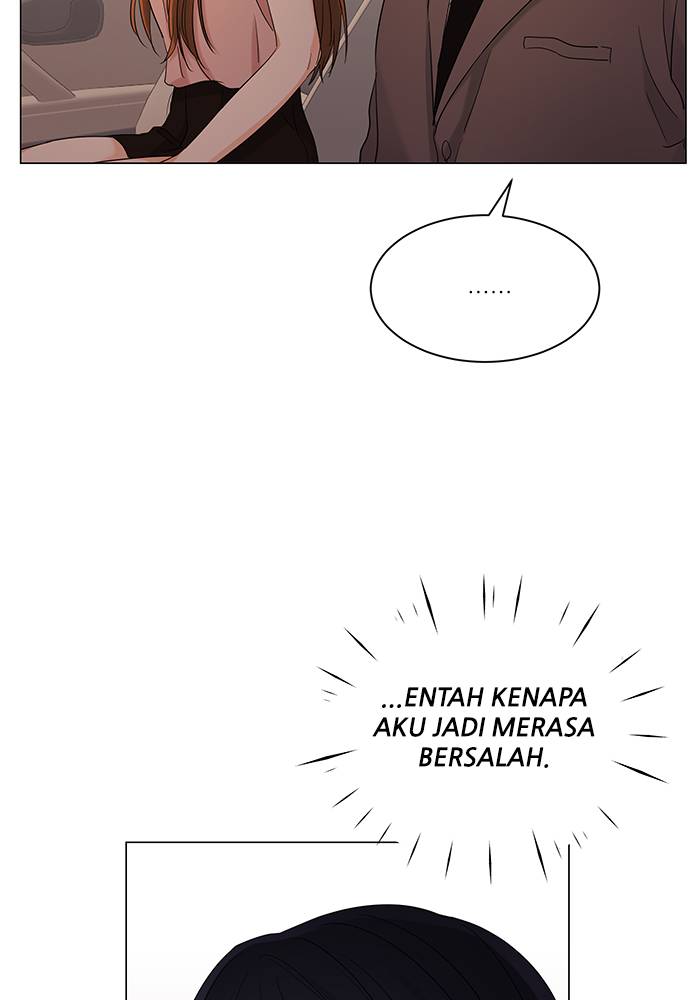 ......
...ENTAH KENAPA
AKU JADI MERASA
BERSALAH.